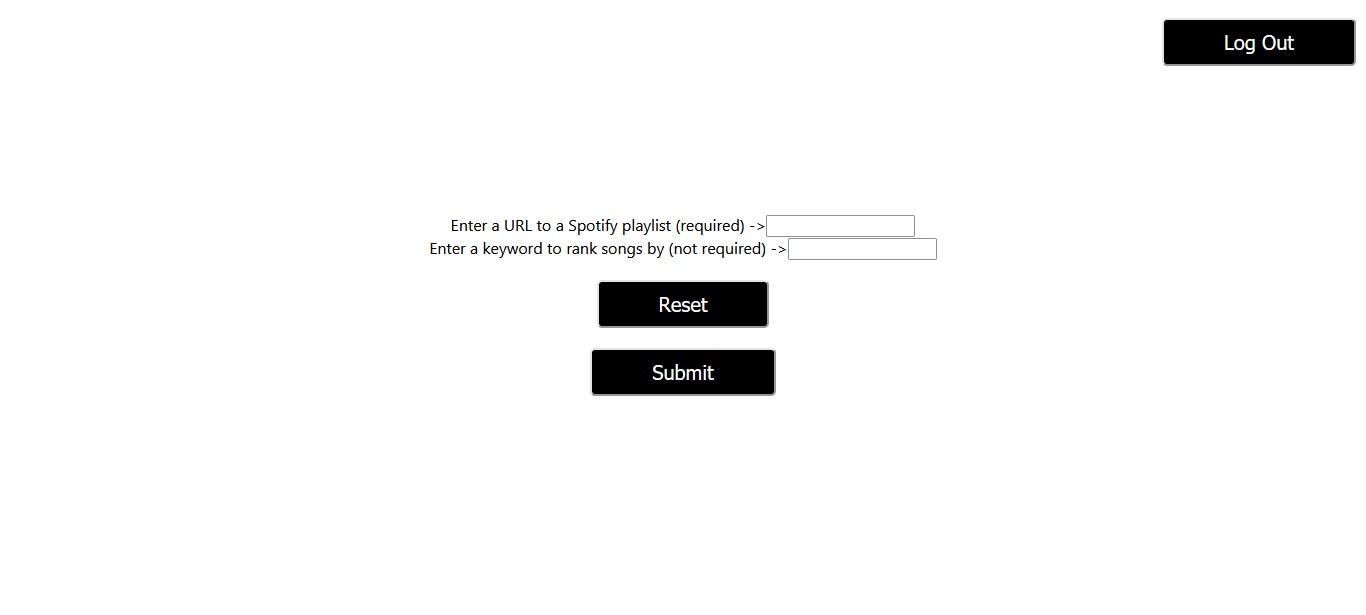 Log Out
Enter a URL to a Spotify playlist (required) ->
Enter a keyword to rank songs by (not required) ->
Reset
Submit